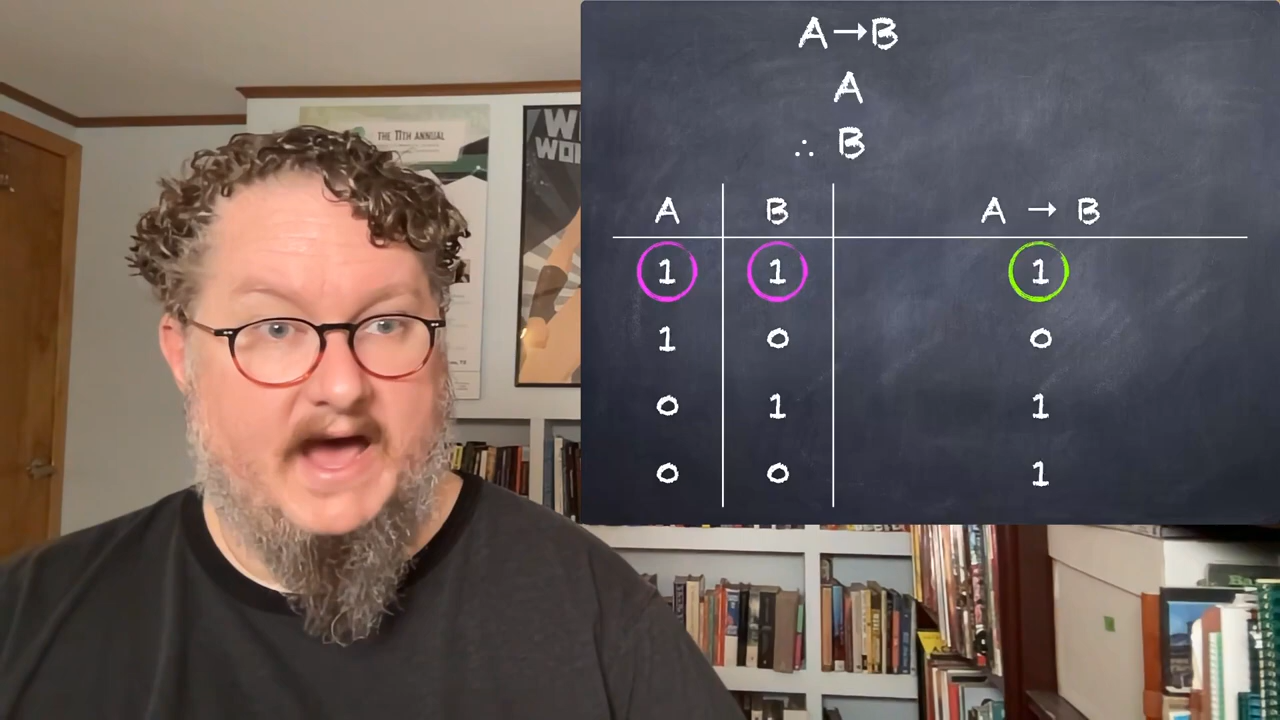 THE 11TH ANNUAL
A→B
A
∴ B
A B A → B
1 1 1
1 0 0
0 1 1
0 0 1